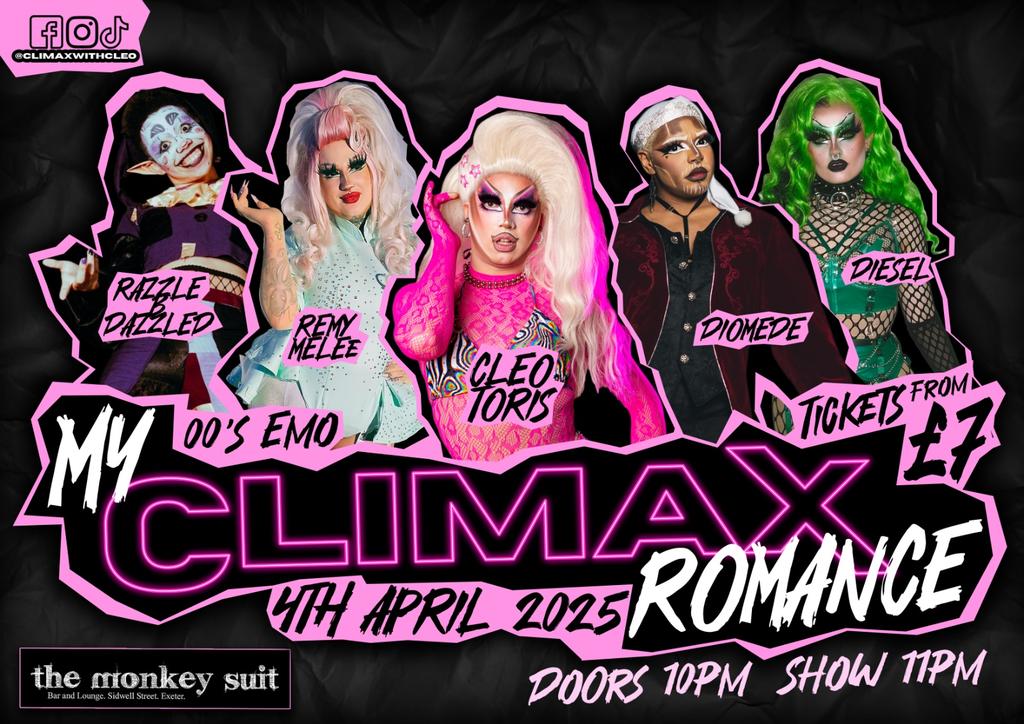 @CLIMAXWITHCLEO
RAZZLE
&
DAZZLED
REMY
MELEE
CLEO
TORIS
DIOMEDE
DIESEL
00'S EMO
TICKETS FROM
£7
MY
CLIMAX
ROMANCE
4TH APRIL 2025
the monkey suit
Bar and Lounge. Sidwell Street. Exeter.
DOORS 10PM SHOW 11PM